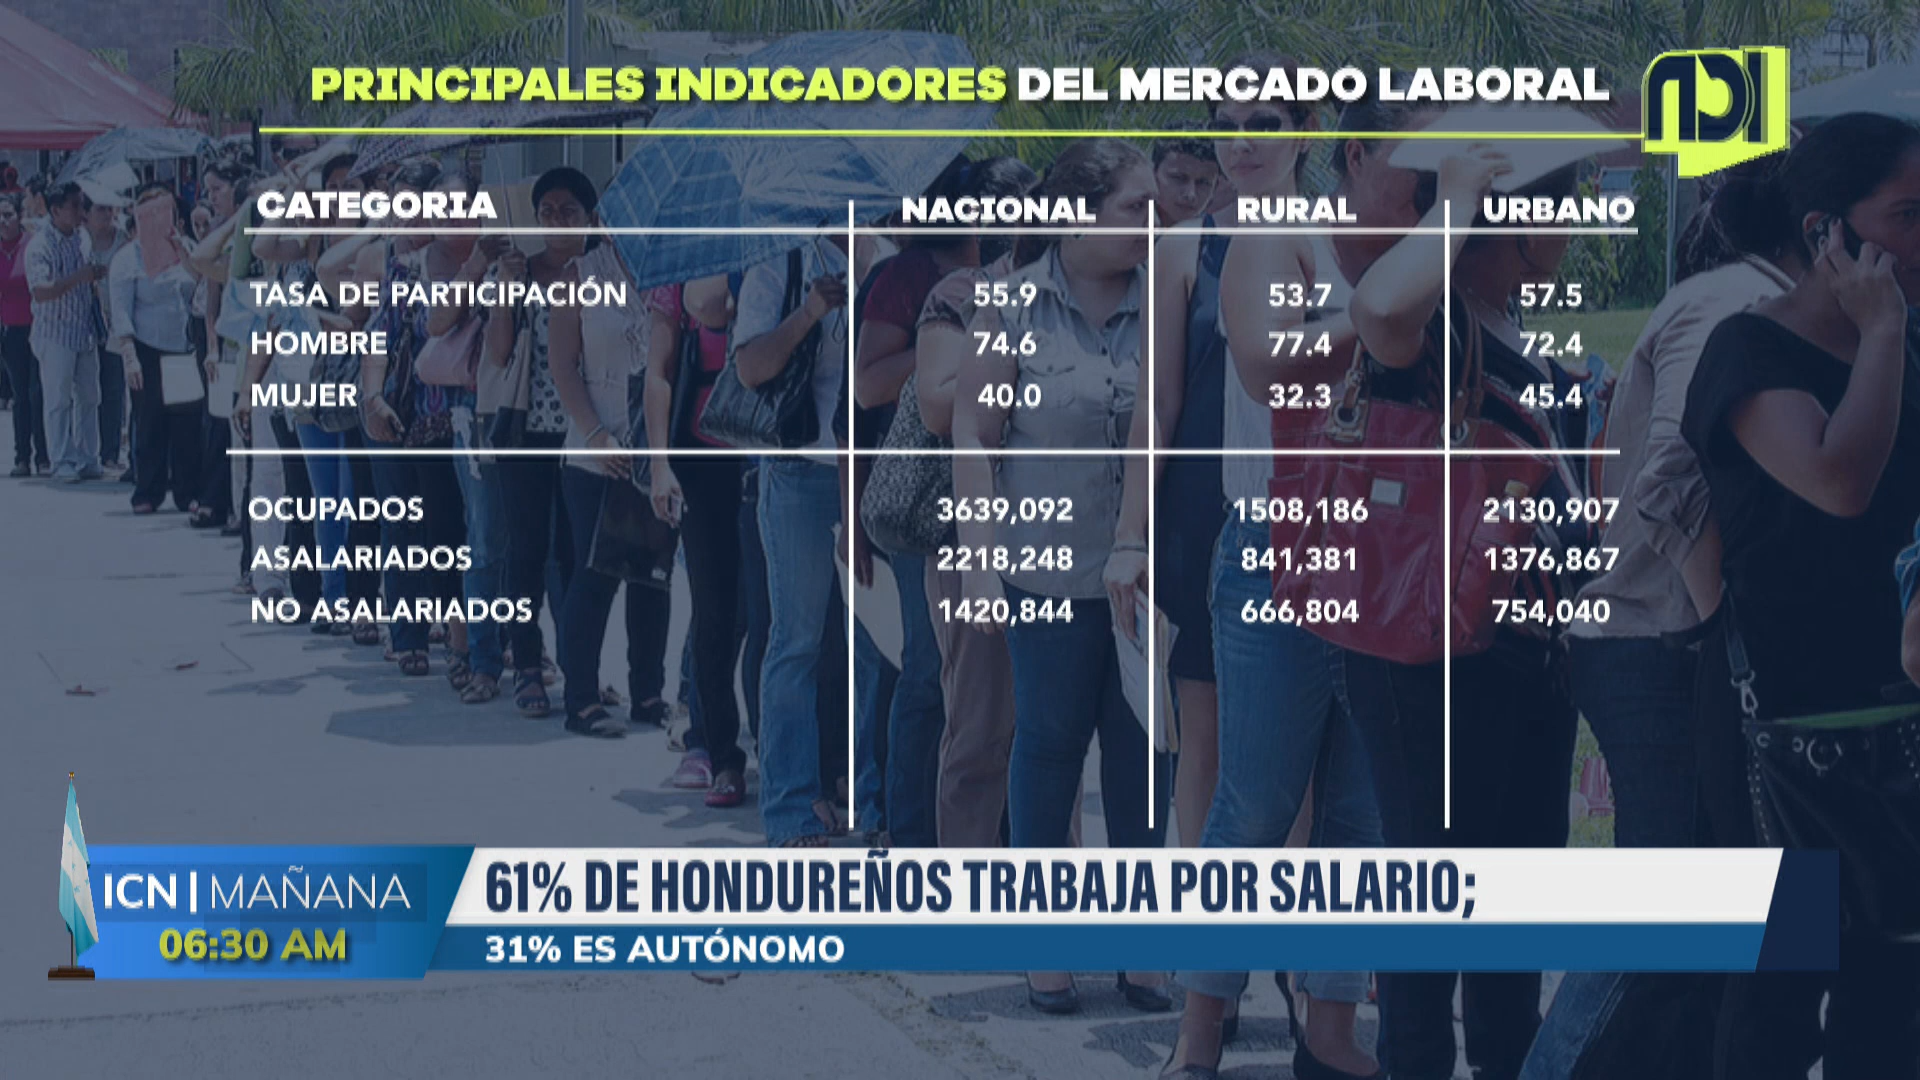 PRINCIPALES INDICADORES DEL MERCADO LABORAL
ICN
CATEGORIA NACIONAL RURAL URBANO
TASA DE PARTICIPACIÓN 55.9 53.7 57.5
HOMBRE 74.6 77.4 72.4
MUJER 40.0 32.3 45.4
OCUPADOS 3639,092 1508,186 2130,907
ASALARIADOS 2218,248 841,381 1376,867
NO ASALARIADOS 1420,844 666,804 754,040
ICN | MAÑANA
06:30 AM
61% DE HONDUREÑOS TRABAJA POR SALARIO;
31% ES AUTÓNOMO